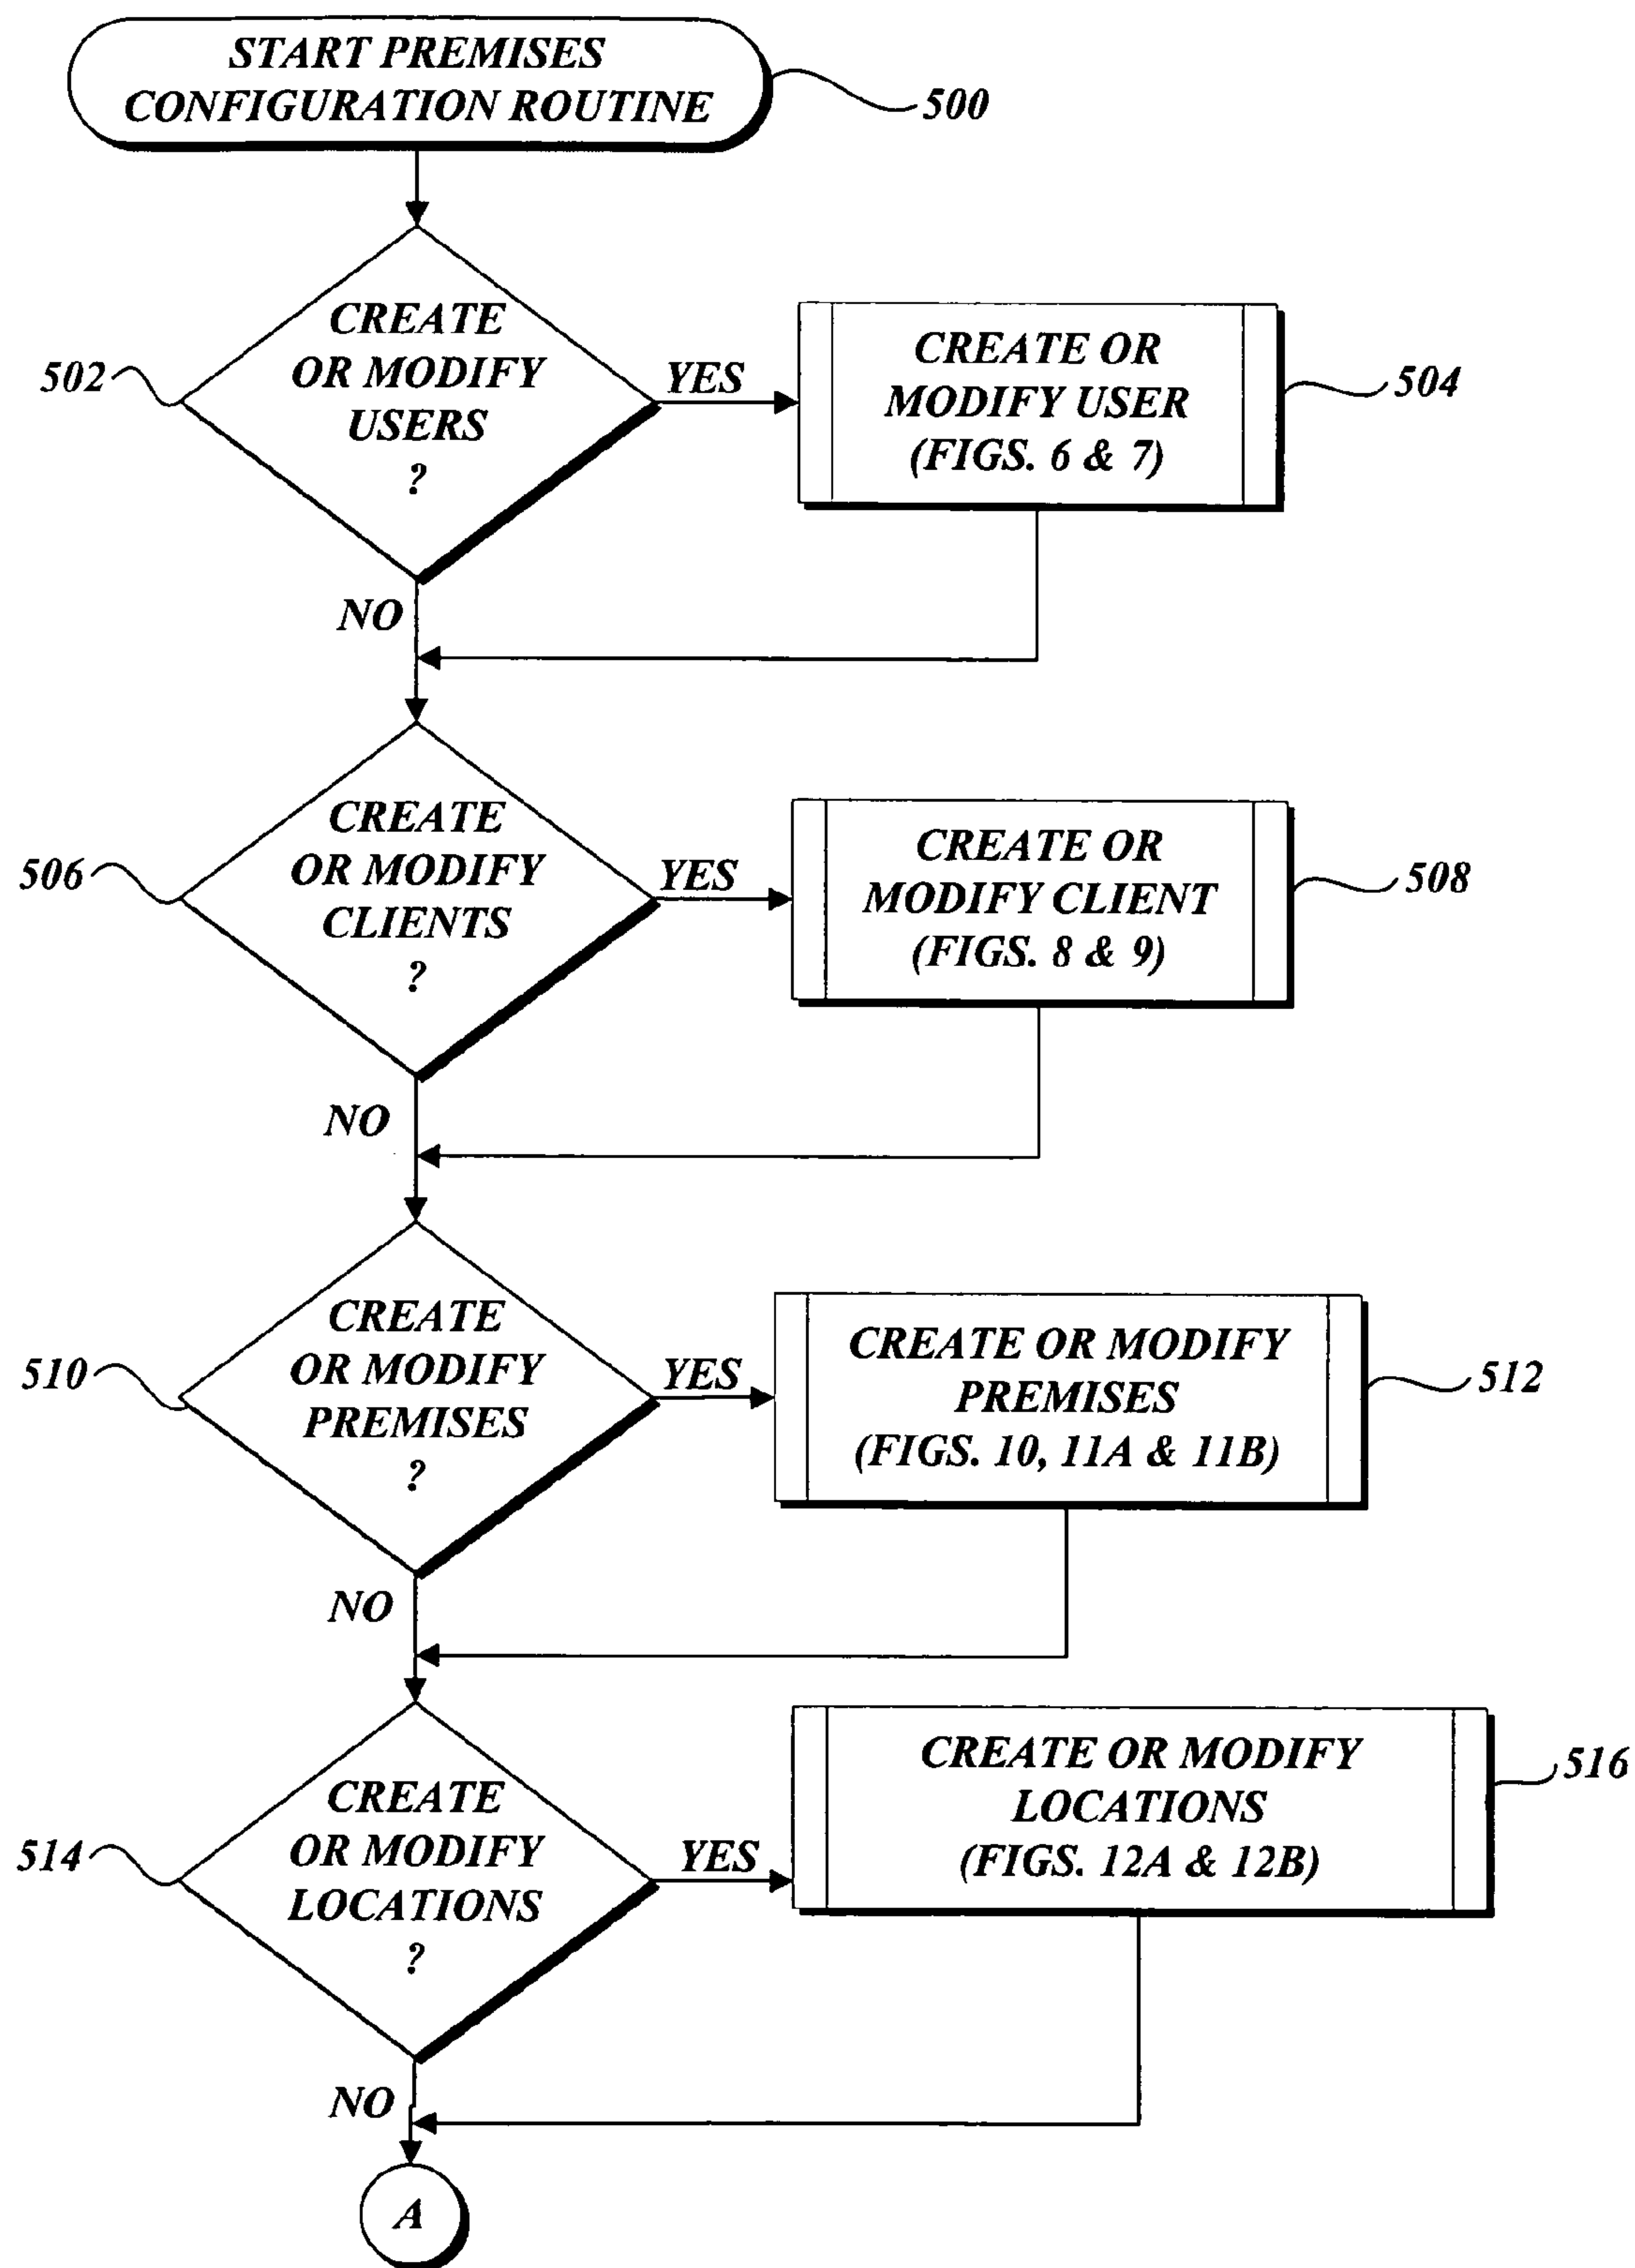 START PREMISES
CONFIGURATION ROUTINE
500
CREATE
OR MODIFY
USERS
?
502
YES
CREATE OR
MODIFY USER
(FIGS. 6 & 7)
504
NO
CREATE
OR MODIFY
CLIENTS
?
506
YES
CREATE OR
MODIFY CLIENT
(FIGS. 8 & 9)
508
NO
CREATE
OR MODIFY
PREMISES
?
510
YES
CREATE OR MODIFY
PREMISES
(FIGS. 10, 11A & 11B)
512
NO
CREATE
OR MODIFY
LOCATIONS
?
514
YES
CREATE OR MODIFY
LOCATIONS
(FIGS. 12A & 12B)
516
NO
A